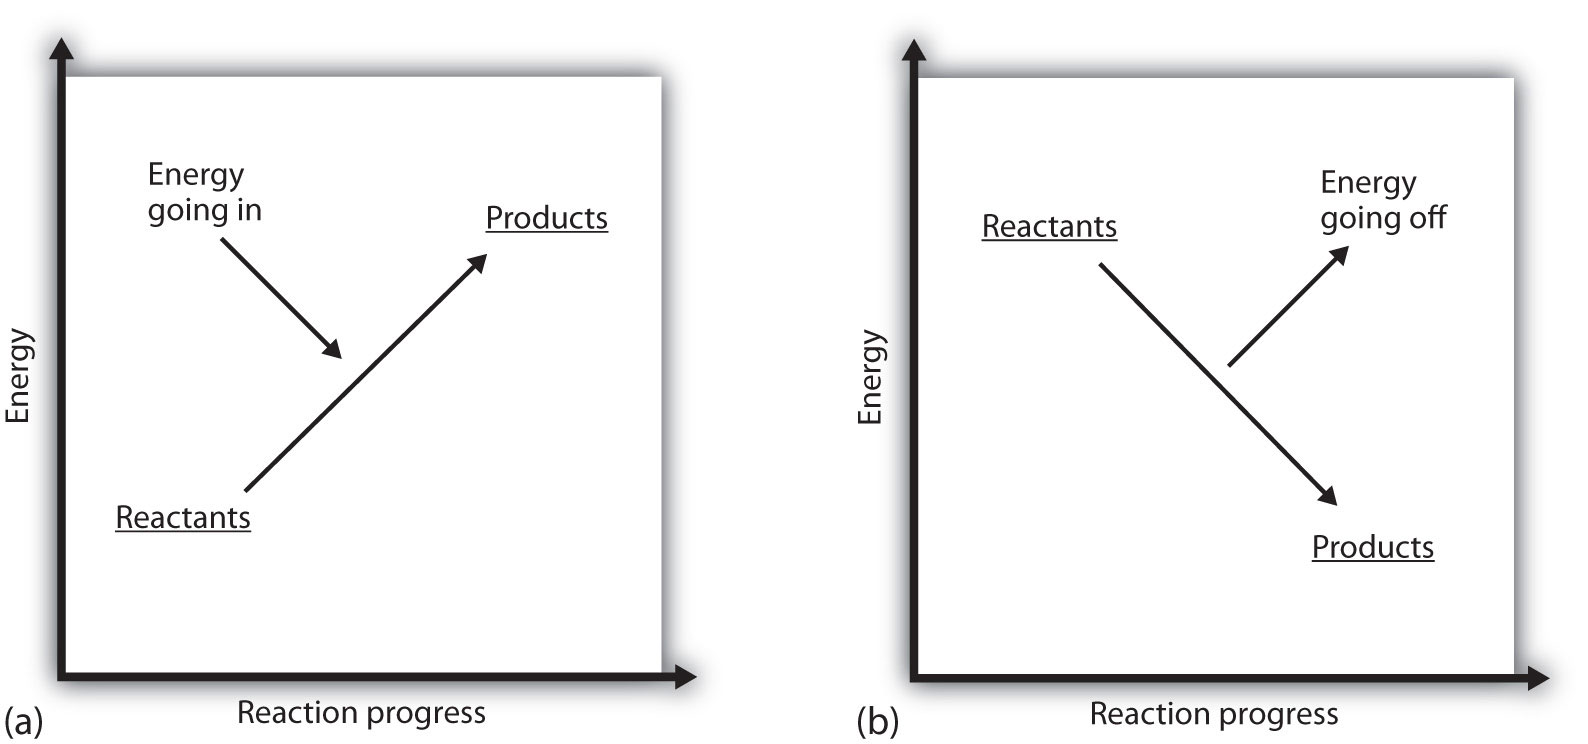 Energy
going in
Products
Energy
Reactants
Reaction progress
(a)
Energy
going off
Reactants
Energy
Products
Reaction progress
(b)